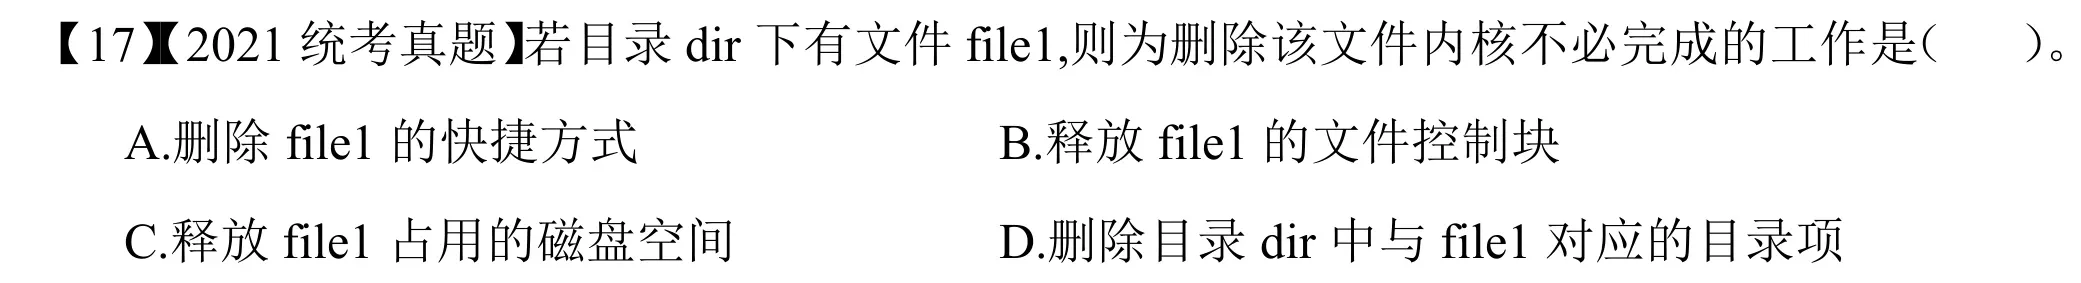 【17】【2021 统考真题】若目录 dir 下有文件 file1,则为删除该文件内核不必完成的工作是(　　)。
A.删除 file1 的快捷方式　　B.释放 file1 的文件控制块
C.释放 file1 占用的磁盘空间　　D.删除目录 dir 中与 file1 对应的目录项